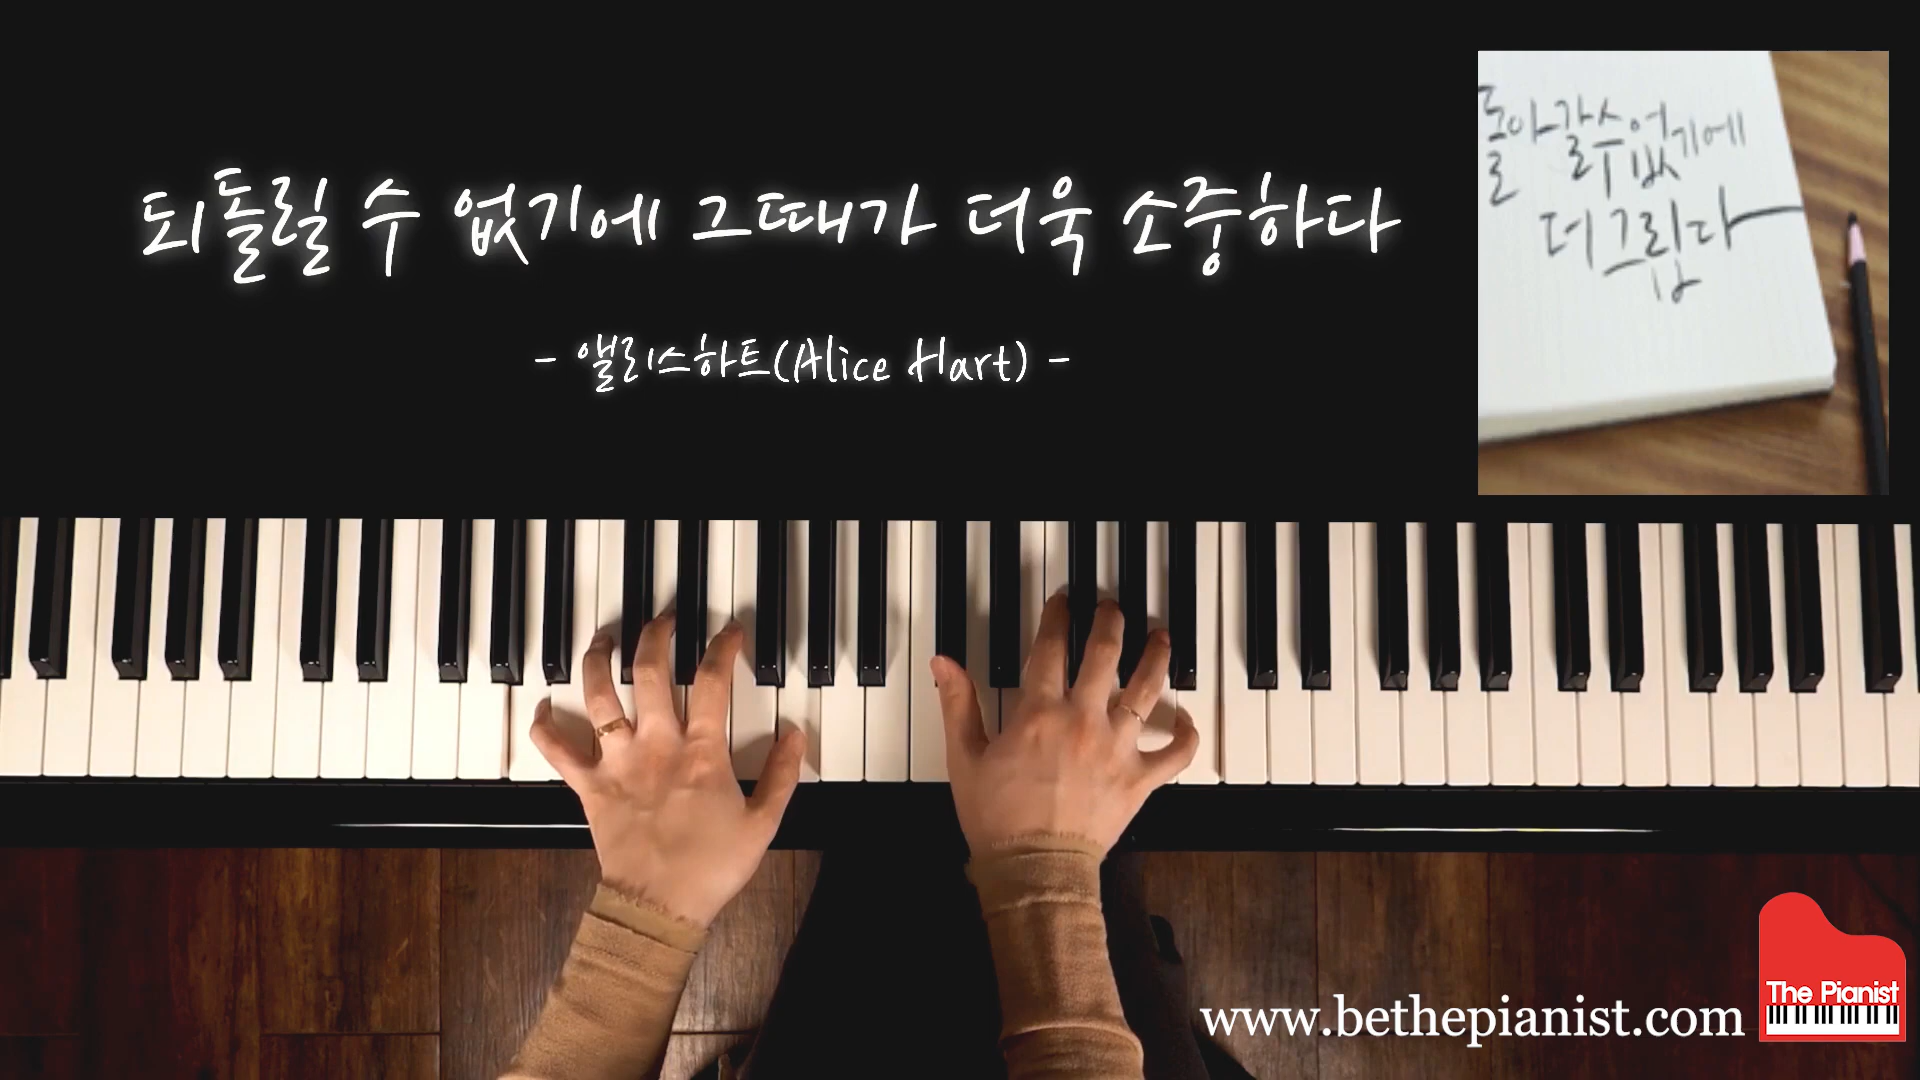 되돌릴 수 없기에 그때가 더욱 소중하다
- 앨리스하트(Alice Hart) -
돌아갈수없기에
더그립다
www.bethepianist.com
The Pianist